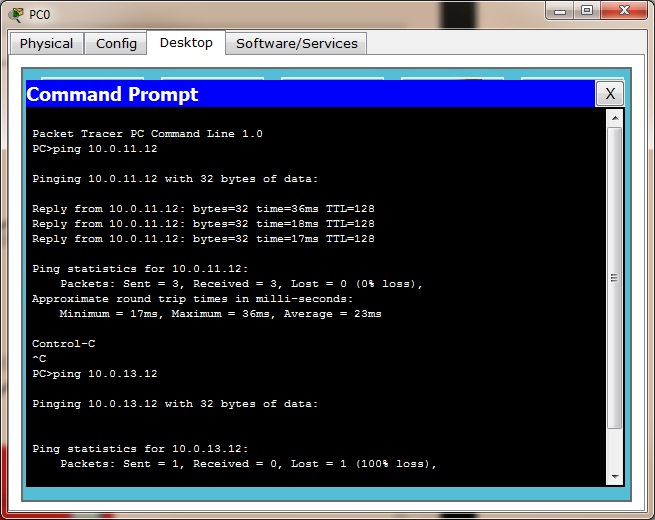 PC0
Physical Config Desktop Software/Services
Command Prompt X
Packet Tracer PC Command Line 1.0
PC>ping 10.0.11.12
Pinging 10.0.11.12 with 32 bytes of data:
Reply from 10.0.11.12: bytes=32 time=36ms TTL=128
Reply from 10.0.11.12: bytes=32 time=18ms TTL=128
Reply from 10.0.11.12: bytes=32 time=17ms TTL=128
Ping statistics for 10.0.11.12:
Packets: Sent = 3, Received = 3, Lost = 0 (0% loss),
Approximate round trip times in milli-seconds:
Minimum = 17ms, Maximum = 36ms, Average = 23ms
Control-C
^C
PC>ping 10.0.13.12
Pinging 10.0.13.12 with 32 bytes of data:
Ping statistics for 10.0.13.12:
Packets: Sent = 1, Received = 0, Lost = 1 (100% loss),